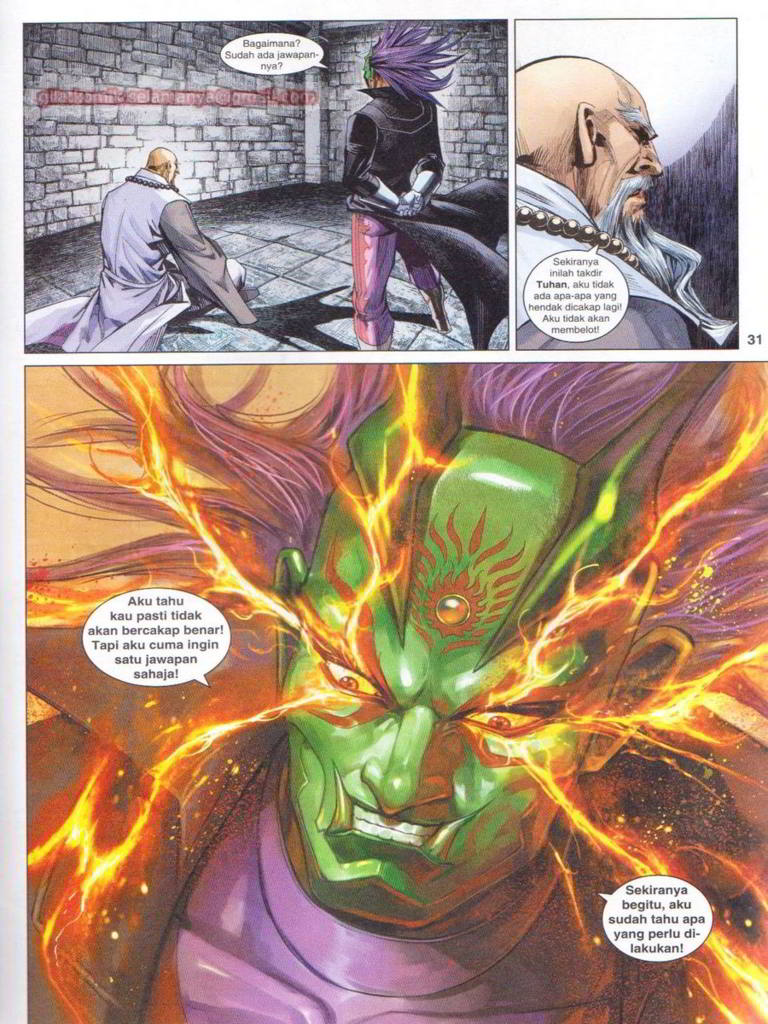 Bagaimana?
Sudah ada jawapan-
nya?
Sekiranya
inilah takdir
Tuhan, aku tidak
ada apa-apa yang
hendak dicakap lagi!
Aku tidak akan
membelot!
31
Aku tahu
kau pasti tidak
akan bercakap benar!
Tapi aku cuma ingin
satu jawapan
sahaja!
Sekiranya
begitu, aku
sudah tahu apa
yang perlu di-
lakukan!